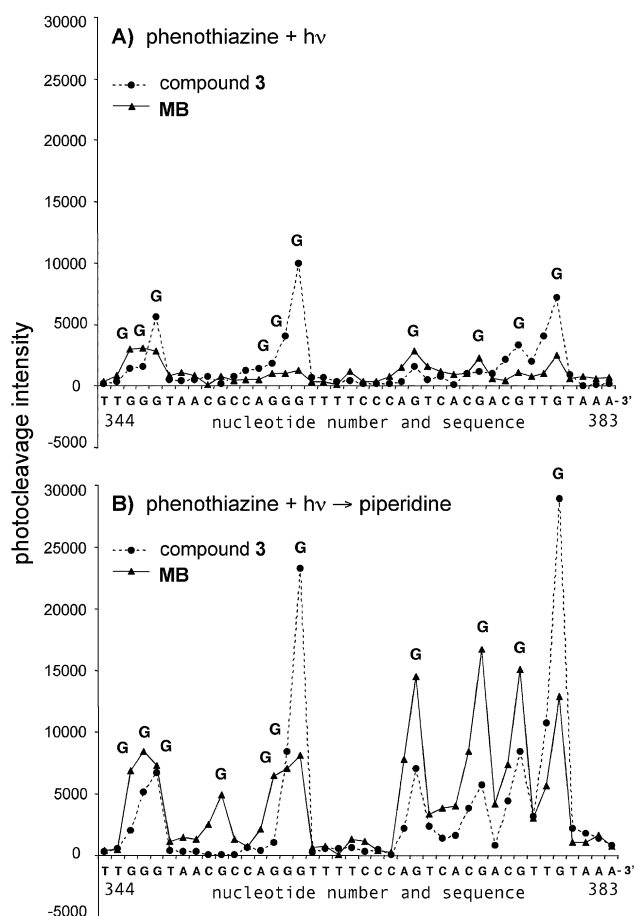 photocleavage intensity
30000
A) phenothiazine + hν
25000
compound 3
MB
20000
15000
G
10000
G
G
5000
G G G G G G G
0
T T G G G T A A C G C C A G G G T T T T C C C A G T C A C G A C G T T G T A A A - 3'
344 nucleotide number and sequence 383
-5000
G
30000
B) phenothiazine + hν → piperidine
25000
compound 3
MB
G
20000
G G G
15000
G
10000
G G G G G
5000
0
T T G G G T A A C G C C A G G G T T T T C C C A G T C A C G A C G T T G T A A A - 3'
344 nucleotide number and sequence 383
-5000